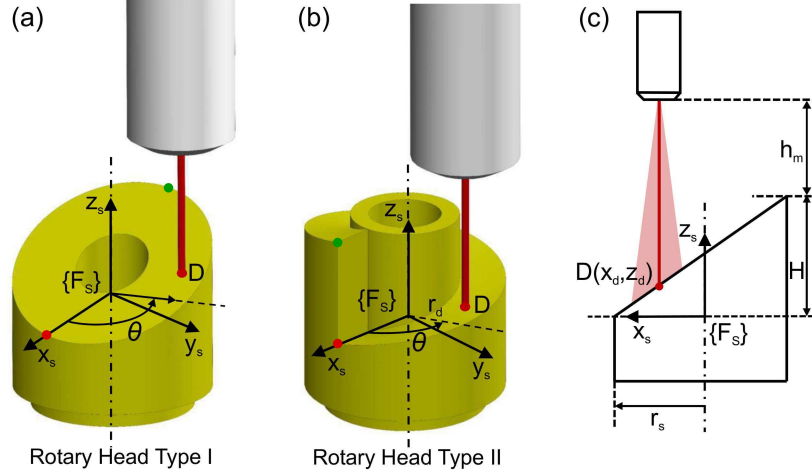 (a)
(b)
(c)
z_s
{F_S}
D
θ
x_s
y_s
Rotary Head Type I
z_s
{F_S}
r_d
D
θ
x_s
y_s
Rotary Head Type II
h_m
z_s
D(x_d,z_d)
H
x_s
{F_S}
r_s